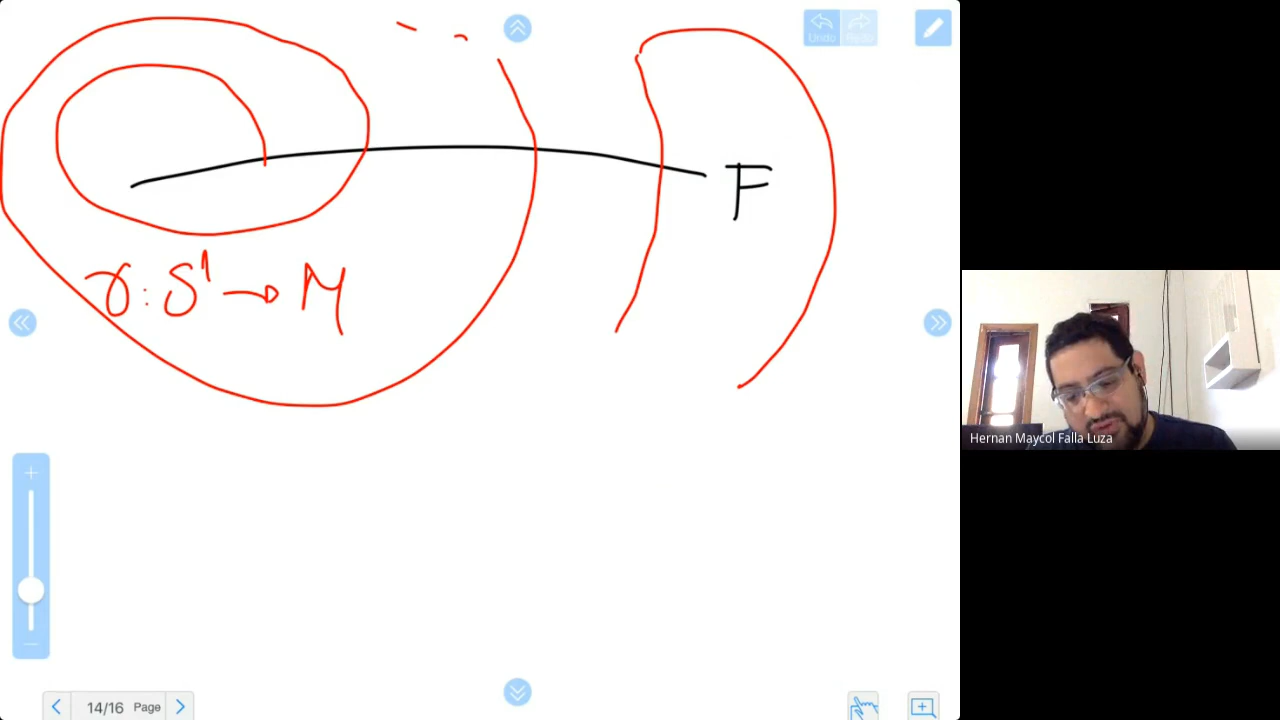 Undo Redo
F
γ: S¹ → M
Hernan Maycol Falla Luza
14/16 Page